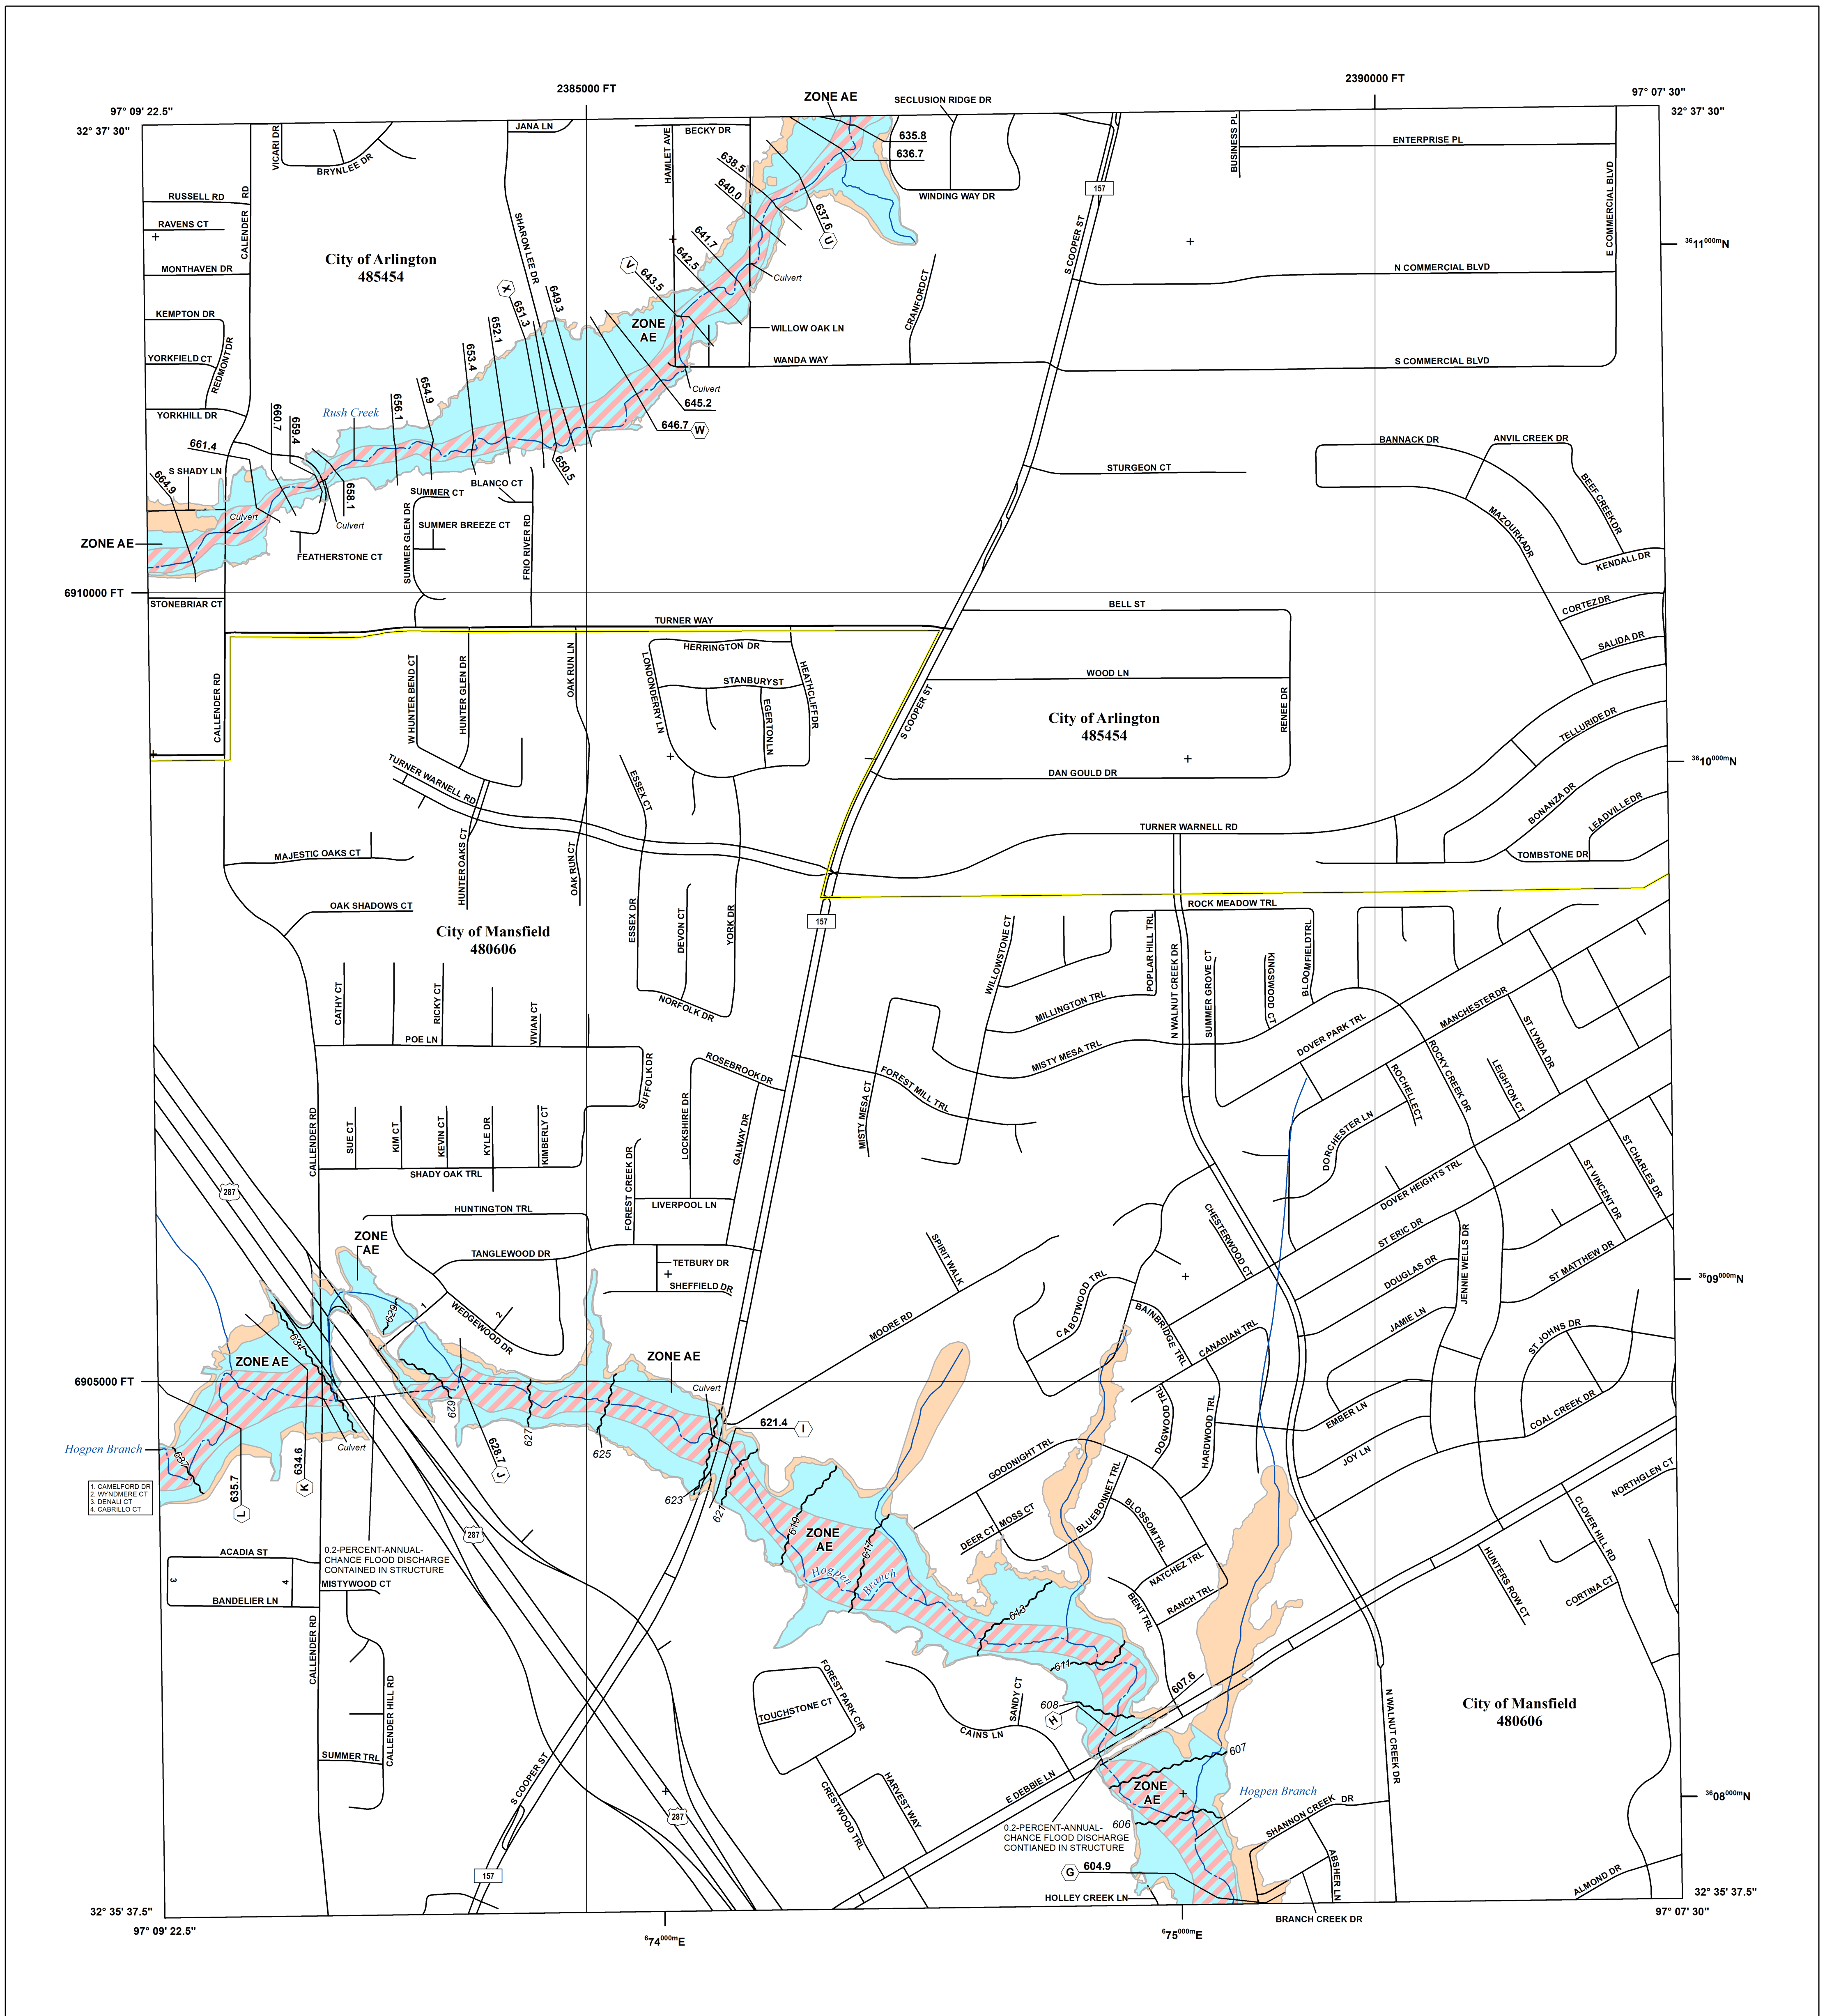 2390000 FT
2385000 FT
97° 07' 30"
97° 09' 22.5"
32° 37' 30"
32° 37' 30"
ZONE AE
SECLUSION RIDGE DR
JANA LN
BECKY DR
VICARI DR
BRYNLEE DR
HAMLET AVE
635.8
636.7
BUSINESS PL
ENTERPRISE PL
E COMMERCIAL BLVD
638.5
640.0
637.6
U
WINDING WAY DR
157
RUSSELL RD
CALENDER RD
RAVENS CT
SHARON LEE DR
S COOPER ST
3611000mN
City of Arlington
485454
MONTHAVEN DR
641.7
642.5
V
643.5
Culvert
N COMMERCIAL BLVD
X
651.3
649.3
CRANFORD CT
KEMPTON DR
652.1
ZONE
AE
WILLOW OAK LN
YORKFIELD CT
REDMONT DR
653.4
WANDA WAY
S COMMERCIAL BLVD
654.9
656.1
Culvert
645.2
646.7
W
YORKHILL DR
660.7
659.4
Rush Creek
661.4
BANNACK DR
ANVIL CREEK DR
S SHADY LN
664.9
658.1
650.5
BLANCO CT
STURGEON CT
SUMMER CT
BEEF CREEK DR
Culvert
Culvert
SUMMER GLEN DR
SUMMER BREEZE CT
FRIO RIVER RD
MAZOURKA DR
ZONE AE
FEATHERSTONE CT
KENDALL DR
6910000 FT
STONEBRIAR CT
BELL ST
CORTEZ DR
TURNER WAY
SALIDA DR
HERRINGTON DR
W HUNTER BEND CT
HUNTER GLEN DR
OAK RUN LN
LONDONDERRY LN
STANBURY ST
HEATHCLIFF DR
EGERTON LN
CALLENDER RD
WOOD LN
RENEE DR
S COOPER ST
City of Arlington
485454
TELLURIDE DR
TURNER WARNELL RD
ESSEX CT
DAN GOULD DR
3610000mN
BONANZA DR
LEADVILLE DR
TURNER WARNELL RD
MAJESTIC OAKS CT
HUNTER OAKS CT
OAK RUN CT
TOMBSTONE DR
OAK SHADOWS CT
ESSEX DR
DEVON CT
YORK DR
157
ROCK MEADOW TRL
City of Mansfield
480606
WILLOWSTONE CT
POPLAR HILL TRL
N WALNUT CREEK DR
SUMMER GROVE CT
KINGSWOOD CT
BLOOMFIELD TRL
CATHY CT
RICKY CT
VIVIAN CT
NORFOLK DR
MILLINGTON TRL
MANCHESTER DR
POE LN
DOVER PARK TRL
ST LYNDA DR
MISTY MESA TRL
ROSEBROOK DR
SUFFOLK DR
FOREST MILL TRL
ROCKY CREEK DR
LEIGHTON CT
ROCHELLE CT
MISTY MESA CT
LOCKSHIRE DR
GALWAY DR
CALLENDER RD
SUE CT
KIM CT
KEVIN CT
KYLE DR
KIMBERLY CT
DORCHESTER LN
SHADY OAK TRL
FOREST CREEK DR
ST CHARLES DR
ST VINCENT DR
DOVER HEIGHTS TRL
287
LIVERPOOL LN
HUNTINGTON TRL
CHESTERWOOD CT
ST ERIC DR
ZONE
AE
TANGLEWOOD DR
TETBURY DR
SHEFFIELD DR
SPIRIT WALK
CABOTWOOD TRL
DOUGLAS DR
JENNIE WELLS DR
ST MATTHEW DR
3609000mN
629
1
2
WEDGEWOOD DR
MOORE RD
BAINBRIDGE TRL
CANADIAN TRL
JAMIE LN
ST JOHNS DR
634
ZONE AE
ZONE AE
6905000 FT
Culvert
DOGWOOD TRL
HARDWOOD TRL
EMBER LN
COAL CREEK DR
629
627
625
621.4
I
Hogpen Branch
637
Culvert
634.6
K
635.7
L
628.7
J
GOODNIGHT TRL
JOY LN
NORTHGLEN CT
1. CAMELFORD DR
2. WYNDMERE CT
3. DENALI CT
4. CABRILLO CT
623
621
619
617
ZONE
AE
BLUEBONNET TRL
BLOSSOM TRL
DEER CT
MOSS CT
CLOVER HILL RD
287
ACADIA ST
0.2-PERCENT-ANNUAL-
CHANCE FLOOD DISCHARGE
CONTAINED IN STRUCTURE
Hogpen Branch
NATCHEZ TRL
RANCH TRL
BENT TRL
HUNTERS ROW CT
CORTINA CT
3
4
MISTYWOOD CT
BANDELIER LN
613
611
CALLENDER RD
CALLENDER HILL RD
FOREST PARK CIR
TOUCHSTONE CT
SANDY CT
CAINS LN
608
H
607.6
N WALNUT CREEK DR
City of Mansfield
480606
SUMMER TRL
S COOPER ST
CRESTWOOD TRL
HARVEST WAY
E DEBBIE LN
607
ZONE
AE
Hogpen Branch
3608000mN
287
606
0.2-PERCENT-ANNUAL-
CHANCE FLOOD DISCHARGE
CONTIANED IN STRUCTURE
SHANNON CREEK DR
ABSHER LN
G
604.9
157
HOLLEY CREEK LN
BRANCH CREEK DR
ALMOND DR
32° 35' 37.5"
32° 35' 37.5"
97° 09' 22.5"
97° 07' 30"
674000mE
675000mE